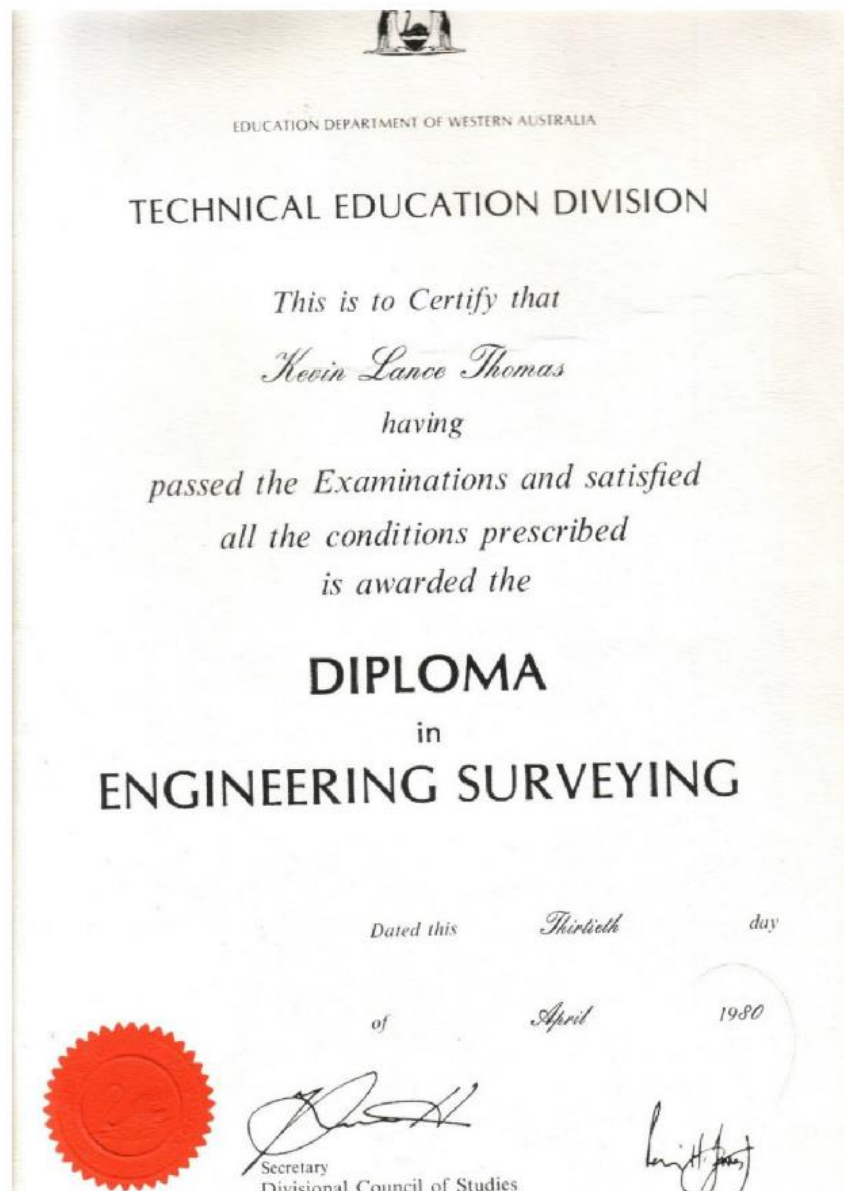 EDUCATION DEPARTMENT OF WESTERN AUSTRALIA
TECHNICAL EDUCATION DIVISION
This is to Certify that
Kevin Lance Thomas
having
passed the Examinations and satisfied
all the conditions prescribed
is awarded the
DIPLOMA
in
ENGINEERING SURVEYING
Dated this Thirtieth day
of April 1980
Secretary
Divisional Council of Studies